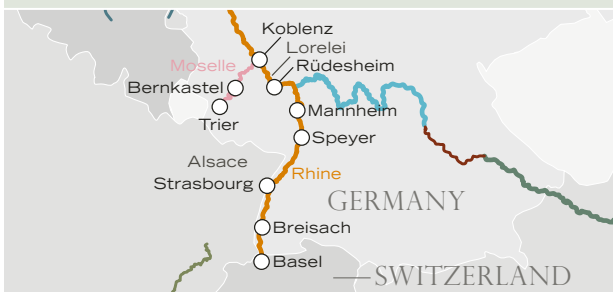 Koblenz
Lorelei
Moselle
Rüdesheim
Bernkastel
Mannheim
Trier
Speyer
Alsace
Rhine
Strasbourg
GERMANY
Breisach
Basel
SWITZERLAND